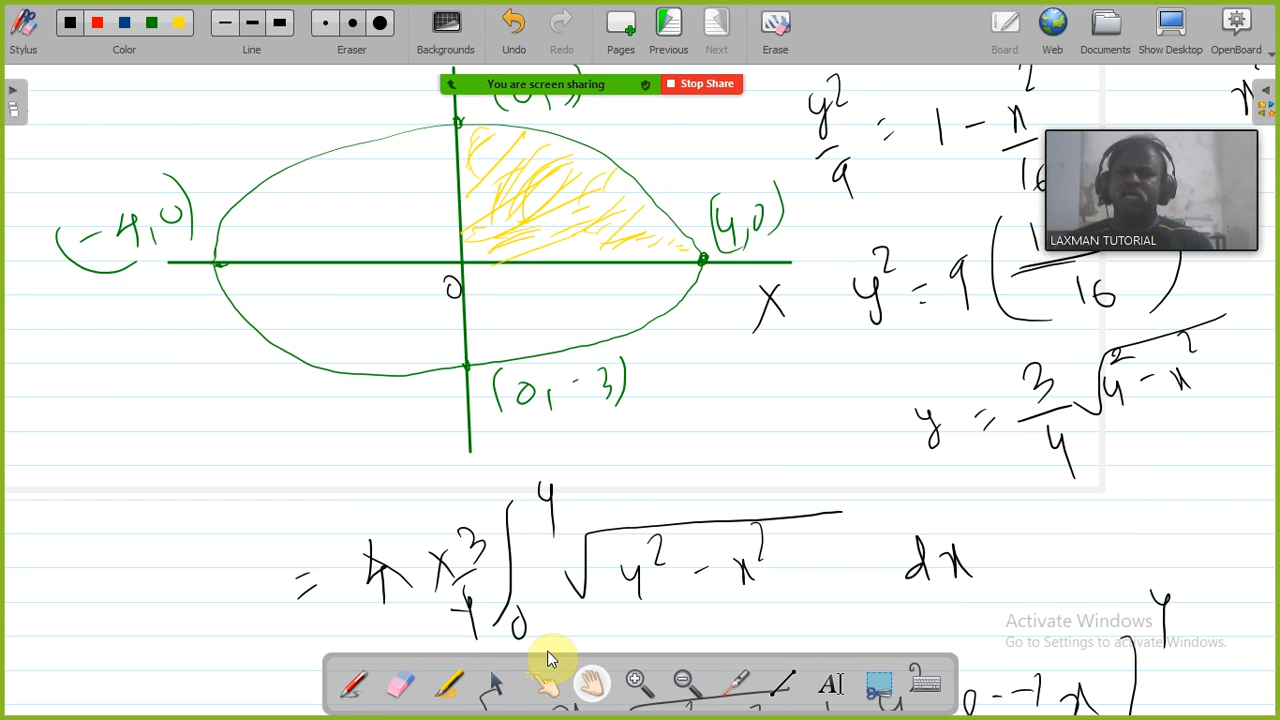 Stylus Color Line Eraser Backgrounds Undo Redo Pages Previous Next Erase Board Web Documents Show Desktop OpenBoard
You are screen sharing Stop Share
y²/9 = 1 - x²/16
LAXMAN TUTORIAL
(-4,0)
(4,0)
0
X
y² = 9 ( 16 )
(0, -3)
y = 3/4 √4² - x²
= 4 x 3/4 ∫₀⁴ √4² - x² dx
Activate Windows
Go to Settings to activate Windows.